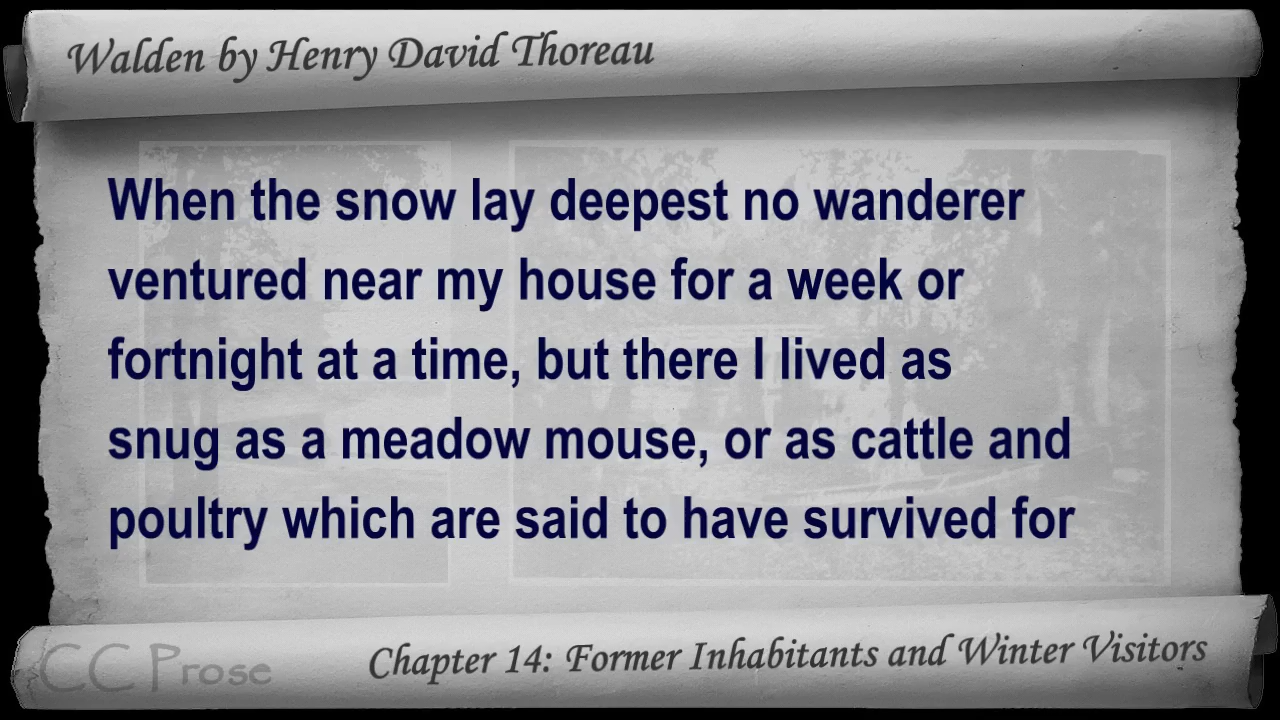 Walden by Henry David Thoreau
When the snow lay deepest no wanderer
ventured near my house for a week or
fortnight at a time, but there I lived as
snug as a meadow mouse, or as cattle and
poultry which are said to have survived for
CC Prose
Chapter 14: Former Inhabitants and Winter Visitors